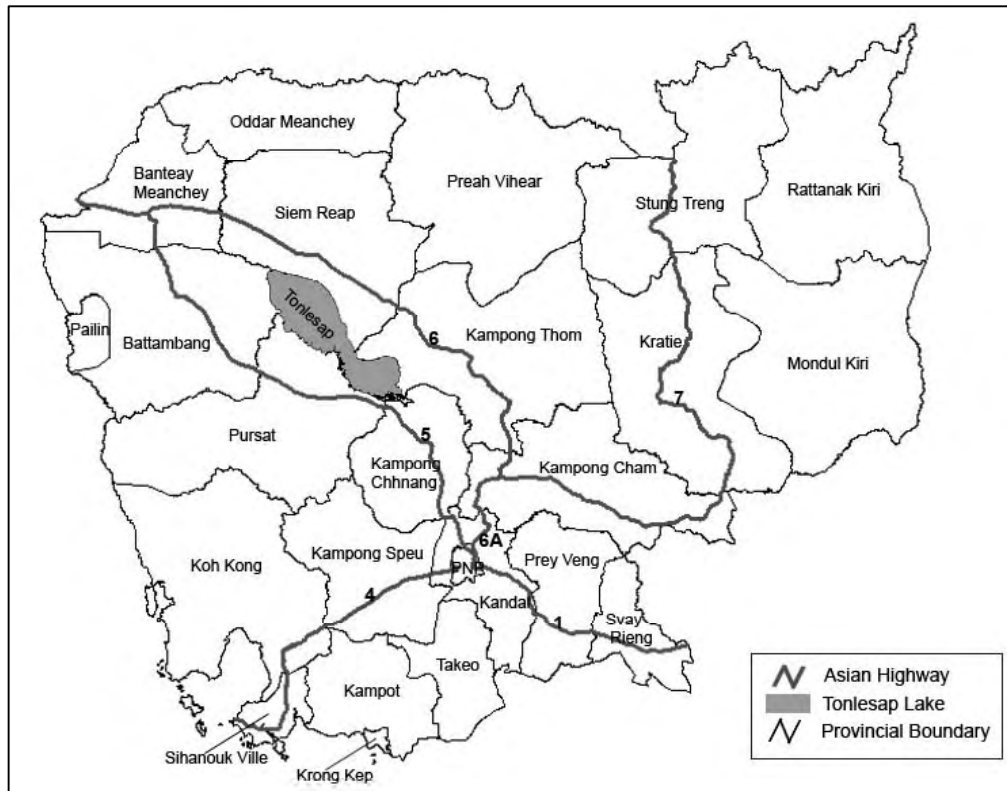 Oddar Meanchey
Banteay
Meanchey
Preah Vihear
Rattanak Kiri
Stung Treng
Siem Reap
Tonlesap
6
Kampong Thom
Pailin
Battambang
Kratie
Mondul Kiri
7
Pursat
5
Kampong
Chhnang
Kampong Cham
6A
Kampong Speu
Prey Veng
Koh Kong
PNP
4
Kandal
1
Svay
Rieng
Takeo
Kampot
Sihanouk Ville
Krong Kep
Asian Highway
Tonlesap Lake
Provincial Boundary